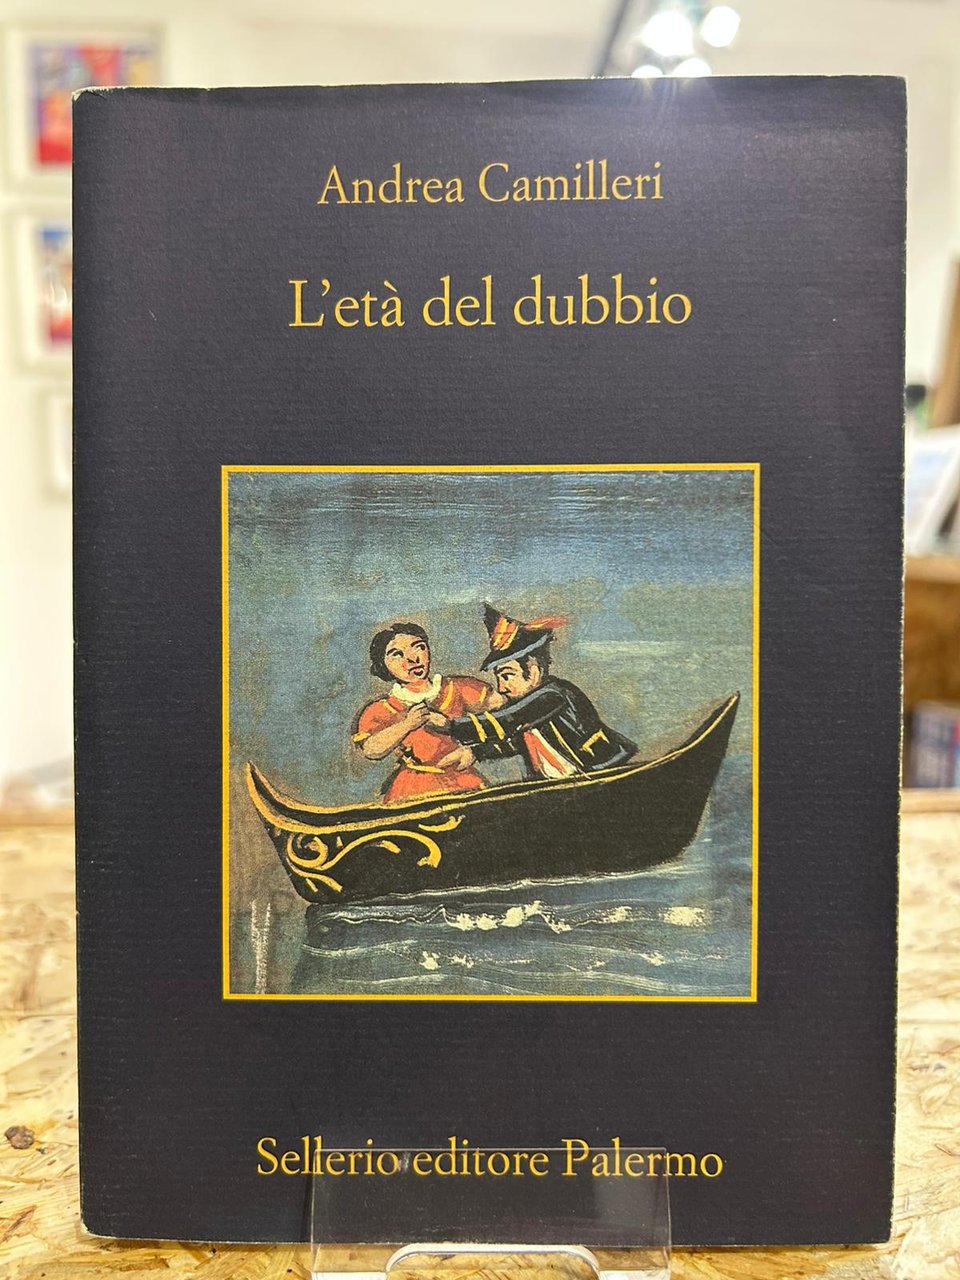 Andrea Camilleri
L'età del dubbio
Sellerio editore Palermo